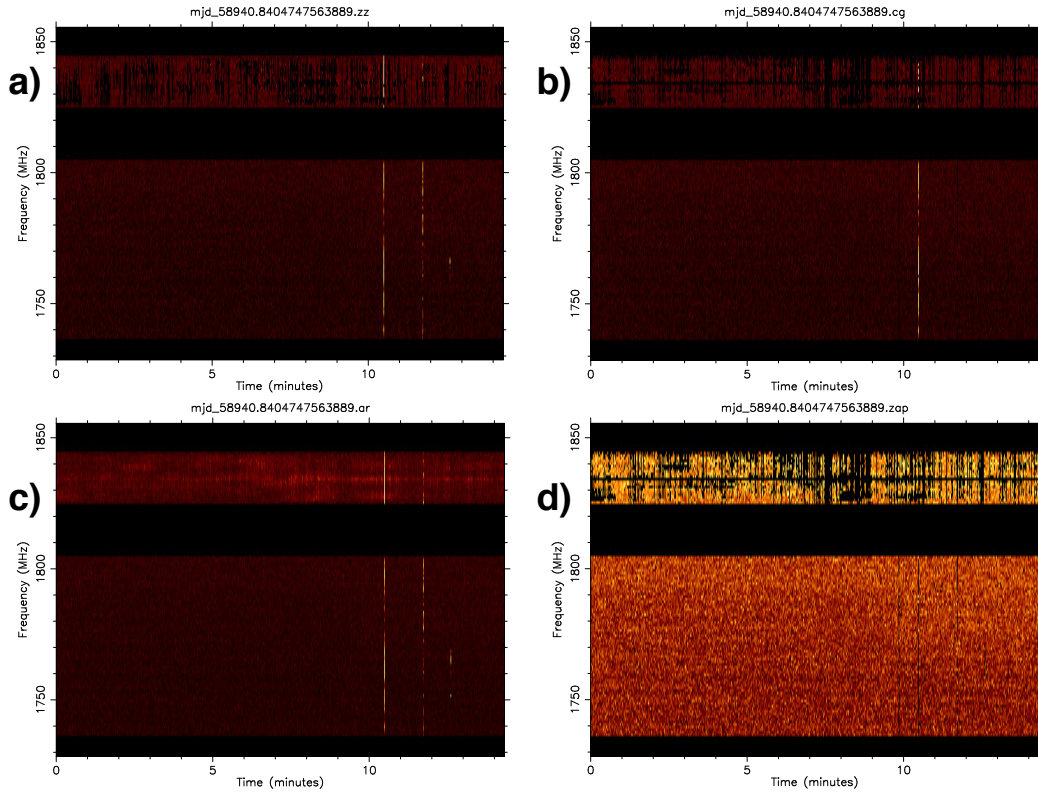 mjd_58940.8404747563889.zz
a)
1850
1800
1750
Frequency (MHz)
0 5 10
Time (minutes)
mjd_58940.8404747563889.cg
b)
1850
1800
1750
Frequency (MHz)
0 5 10
Time (minutes)
mjd_58940.8404747563889.ar
c)
1850
1800
1750
Frequency (MHz)
0 5 10
Time (minutes)
mjd_58940.8404747563889.zap
d)
1850
1800
1750
Frequency (MHz)
0 5 10
Time (minutes)